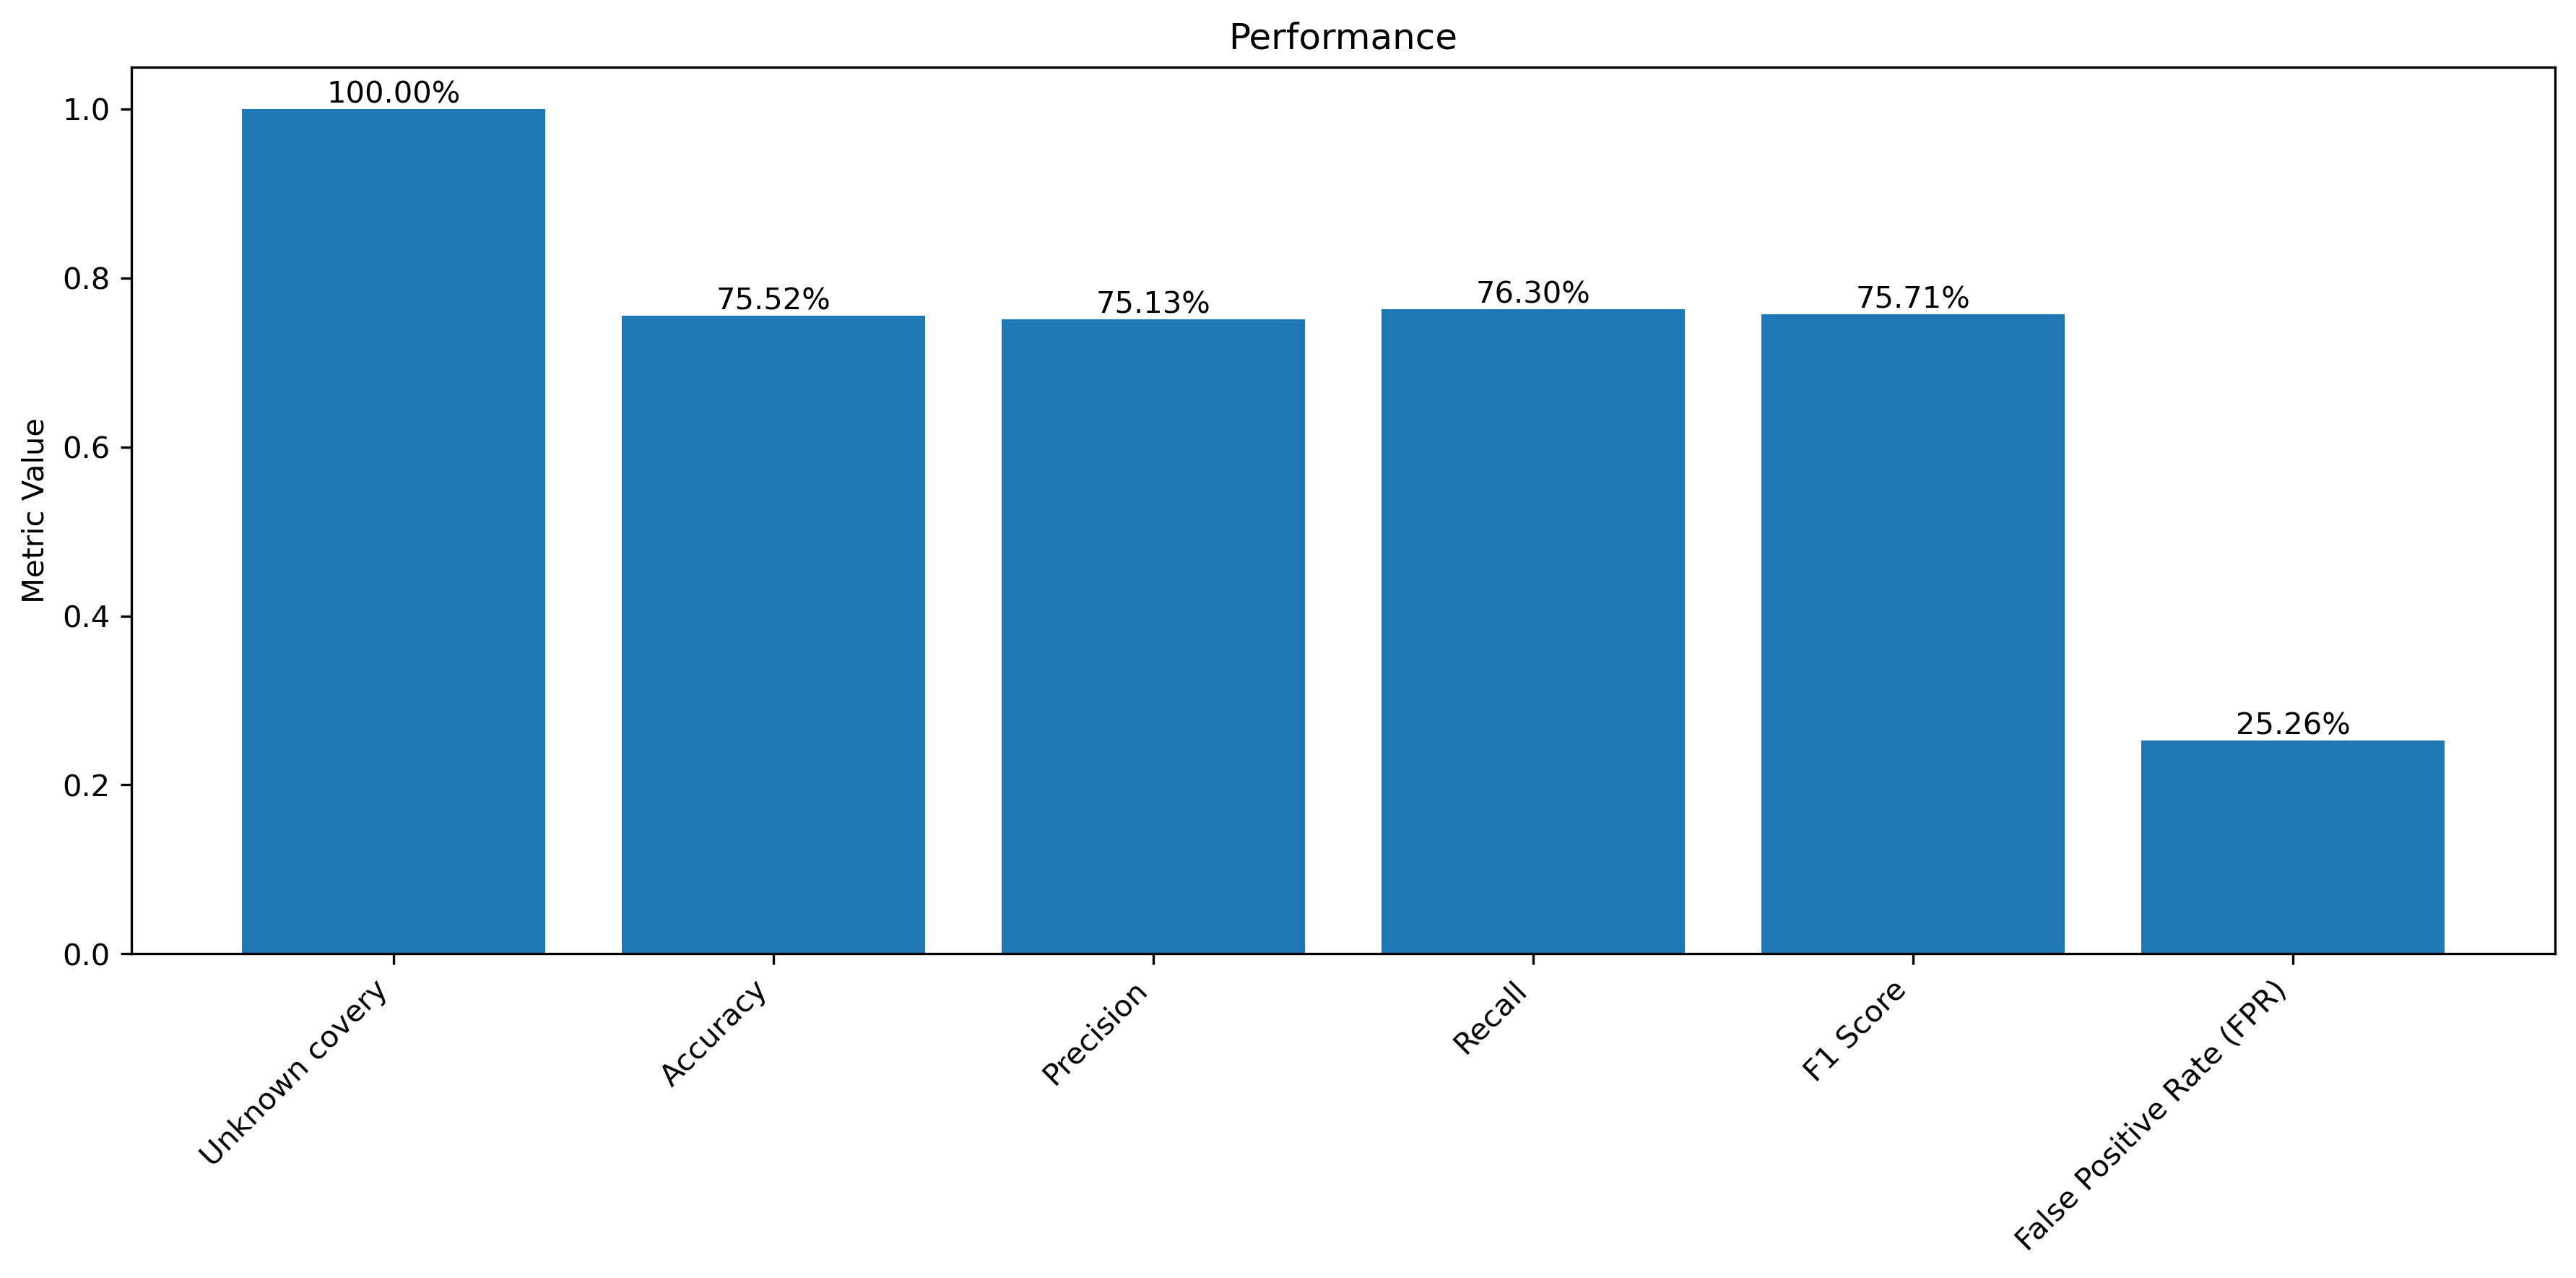 Performance
Metric Value
1.0
0.8
0.6
0.4
0.2
0.0
100.00%
75.52%
75.13%
76.30%
75.71%
25.26%
Unknown covery
Accuracy
Precision
Recall
F1 Score
False Positive Rate (FPR)